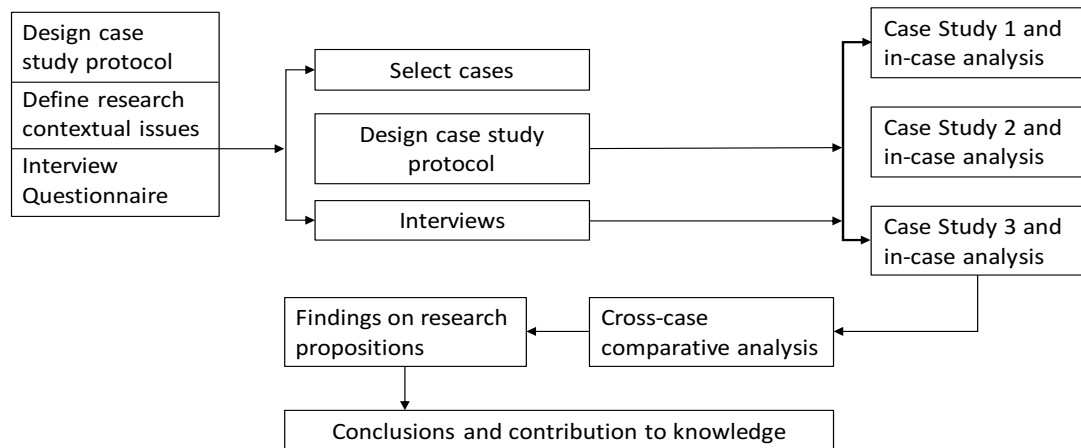 Design case
study protocol
Define research
contextual issues
Interview
Questionnaire
Select cases
Design case study
protocol
Interviews
Case Study 1 and
in-case analysis
Case Study 2 and
in-case analysis
Case Study 3 and
in-case analysis
Findings on research
propositions
Cross-case
comparative analysis
Conclusions and contribution to knowledge